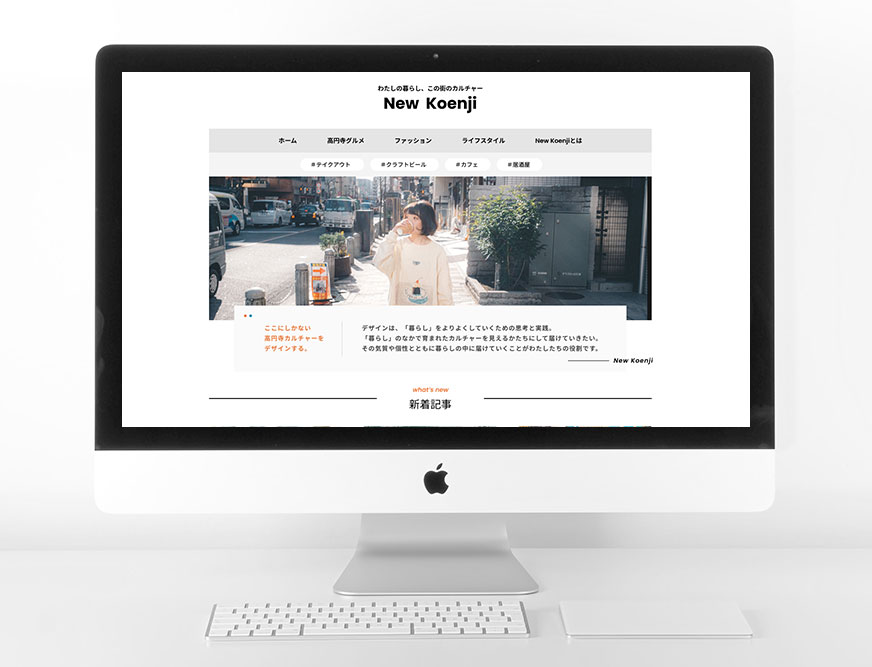 わたしの暮らし、この街のカルチャー
New Koenji
ホーム 高円寺グルメ ファッション ライフスタイル New Koenjiとは
#テイクアウト #クラフトビール #カフェ #居酒屋
ここにしかない
高円寺カルチャーを
デザインする。
デザインは、「暮らし」をよりよくしていくための思考と実践。
「暮らし」のなかで育まれたカルチャーを見えるかたちにして届けていきたい。
その気質や個性とともに暮らしの中に届けていくことがわたしたちの役割です。
New Koenji
what's new
新着記事